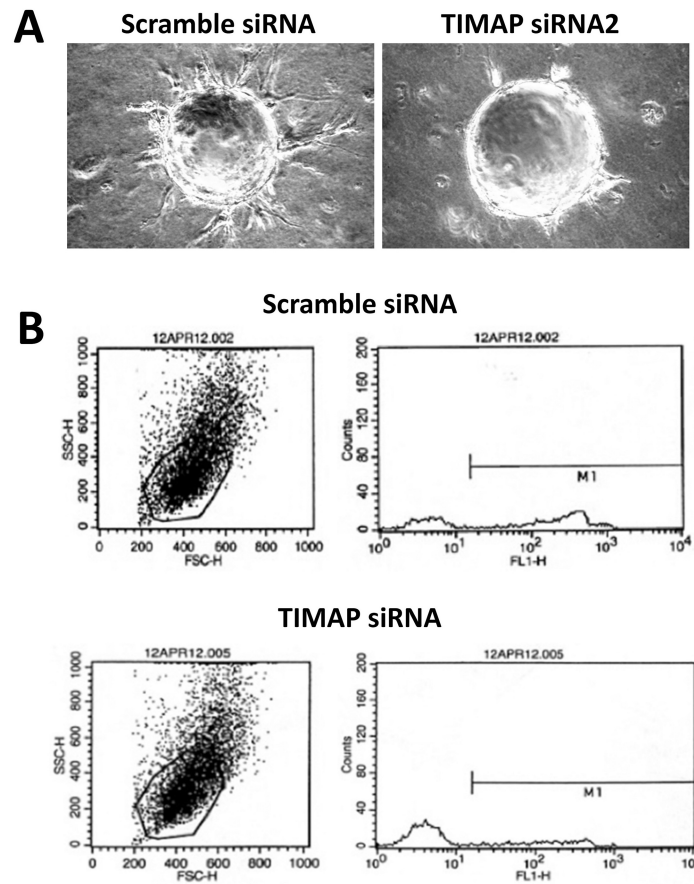 A
Scramble siRNA
TIMAP siRNA2
B
Scramble siRNA
12APR12.002
SSC-H
0 200 400 600 800 1000
0 200 400 600 800 1000
FSC-H
12APR12.002
Counts
0 40 80 120 160 200
M1
10^0 10^1 10^2 10^3 10^4
FL1-H
TIMAP siRNA
12APR12.005
SSC-H
0 200 400 600 800 1000
0 200 400 600 800 1000
FSC-H
12APR12.005
Counts
0 40 80 120 160 200
M1
10^0 10^1 10^2 10^3
FL1-H